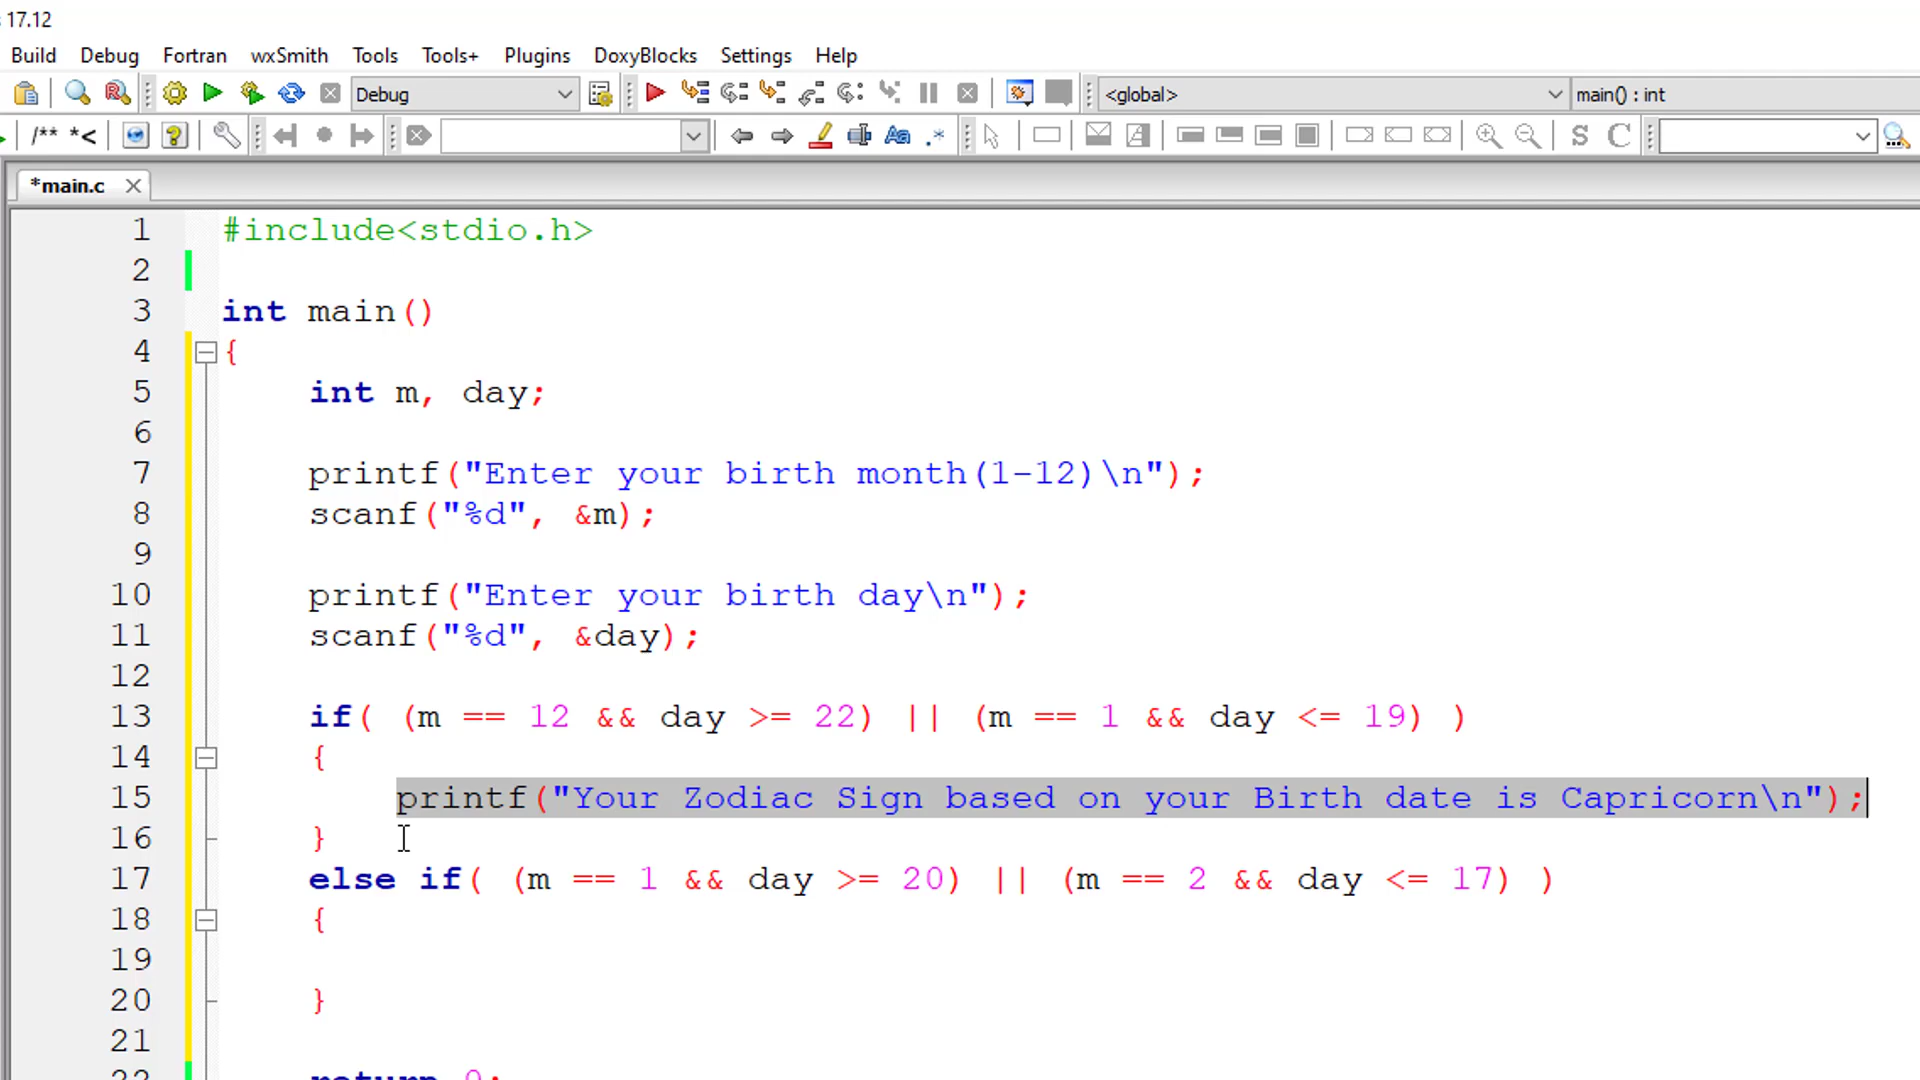 17.12
Build Debug Fortran wxSmith Tools Tools+ Plugins DoxyBlocks Settings Help
Debug <global> main() : int
/** *< Aa .* S C
*main.c
1 #include<stdio.h>
2
3 int main()
4 {
5 int m, day;
6
7 printf("Enter your birth month(1-12)\n");
8 scanf("%d", &m);
9
10 printf("Enter your birth day\n");
11 scanf("%d", &day);
12
13 if( (m == 12 && day >= 22) || (m == 1 && day <= 19) )
14 {
15 printf("Your Zodiac Sign based on your Birth date is Capricorn\n");
16 }
17 else if( (m == 1 && day >= 20) || (m == 2 && day <= 17) )
18 {
19
20 }
21
22 return 0;